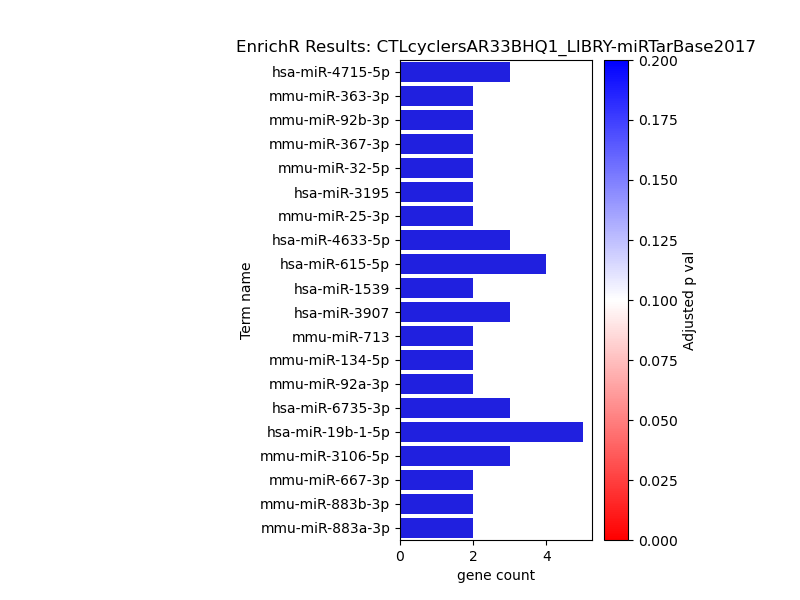 EnrichR Results: CTLcyclersAR33BHQ1_LIBRY-miRTarBase2017
hsa-miR-4715-5p
mmu-miR-363-3p
mmu-miR-92b-3p
mmu-miR-367-3p
mmu-miR-32-5p
hsa-miR-3195
mmu-miR-25-3p
hsa-miR-4633-5p
hsa-miR-615-5p
hsa-miR-1539
hsa-miR-3907
mmu-miR-713
mmu-miR-134-5p
mmu-miR-92a-3p
hsa-miR-6735-3p
hsa-miR-19b-1-5p
mmu-miR-3106-5p
mmu-miR-667-3p
mmu-miR-883b-3p
mmu-miR-883a-3p
Term name
0 2 4
gene count
0.200
0.175
0.150
0.125
0.100
0.075
0.050
0.025
0.000
Adjusted p val